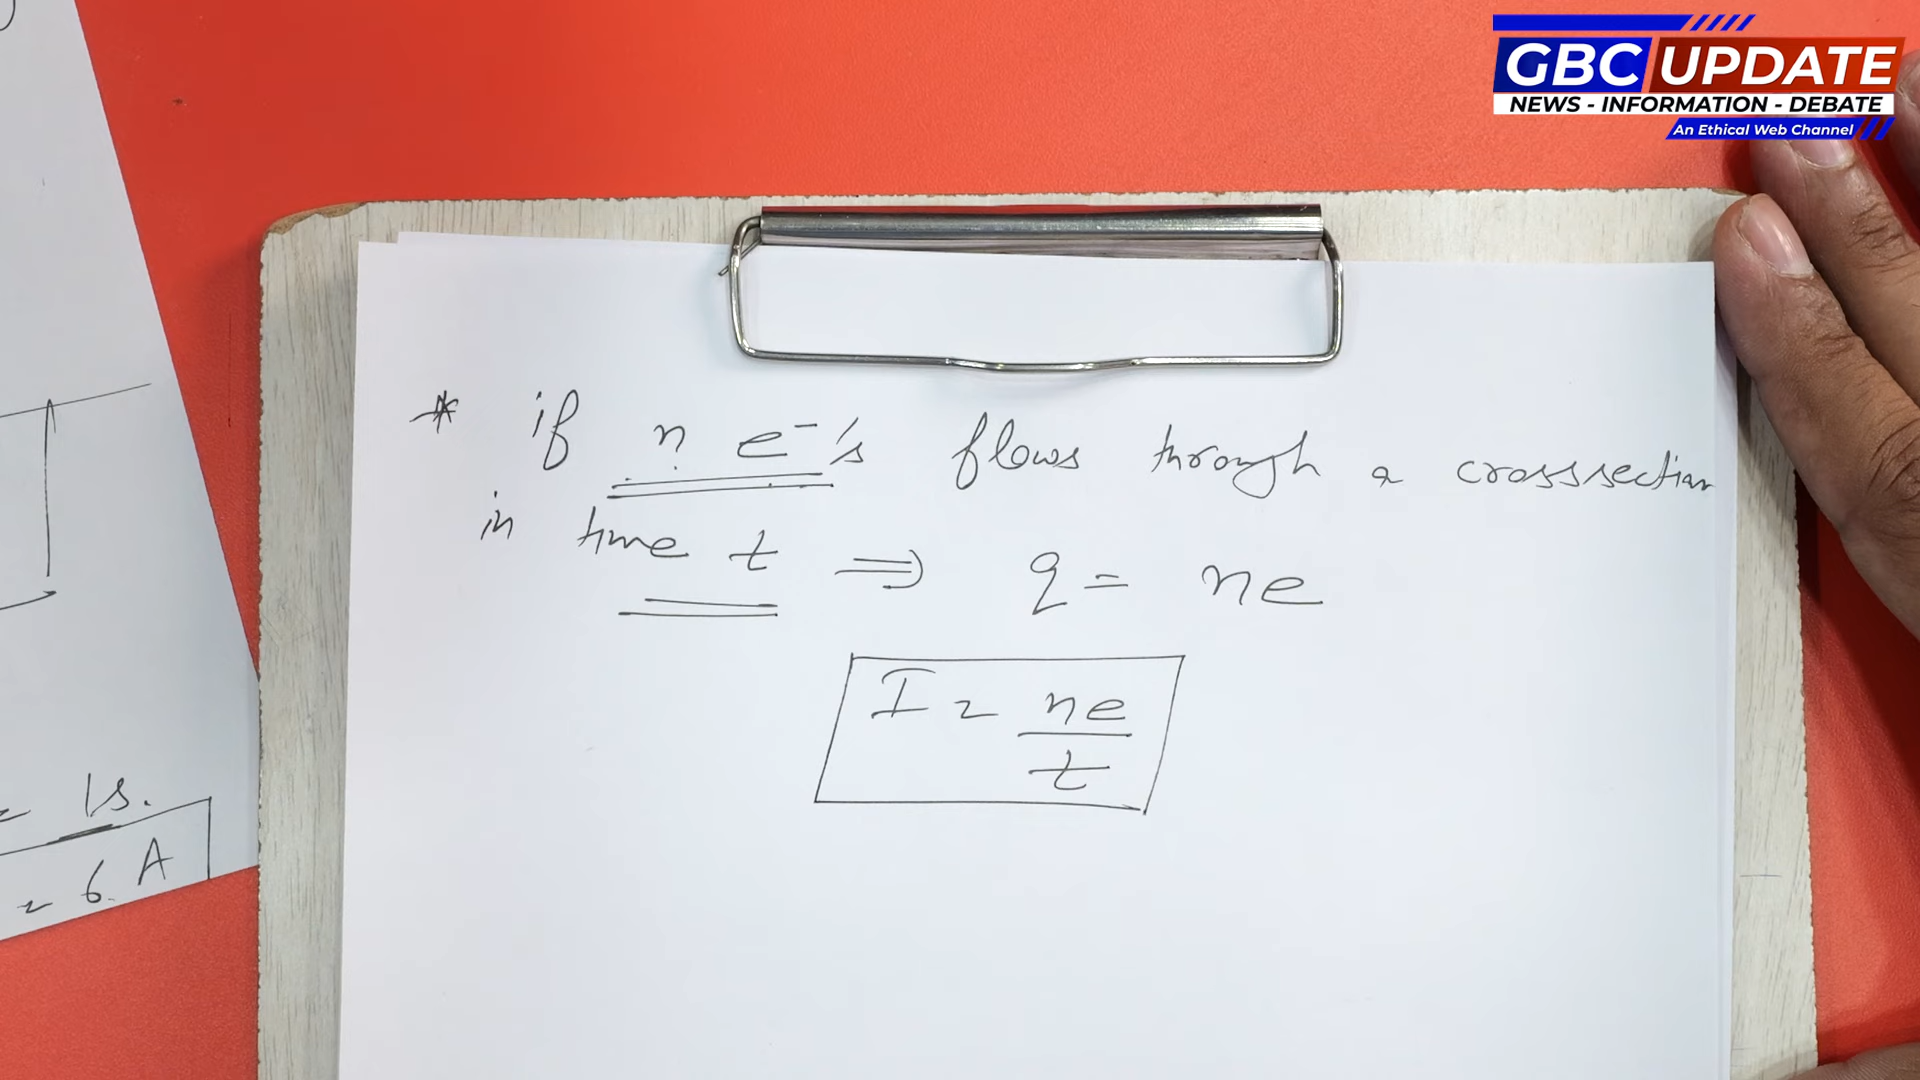 GBC UPDATE
NEWS - INFORMATION - DEBATE
An Ethical Web Channel
* if n e⁻'s flows through a crosssection
in time t ⇒ q = ne
I = ne/t
= 1s.
= 6 A